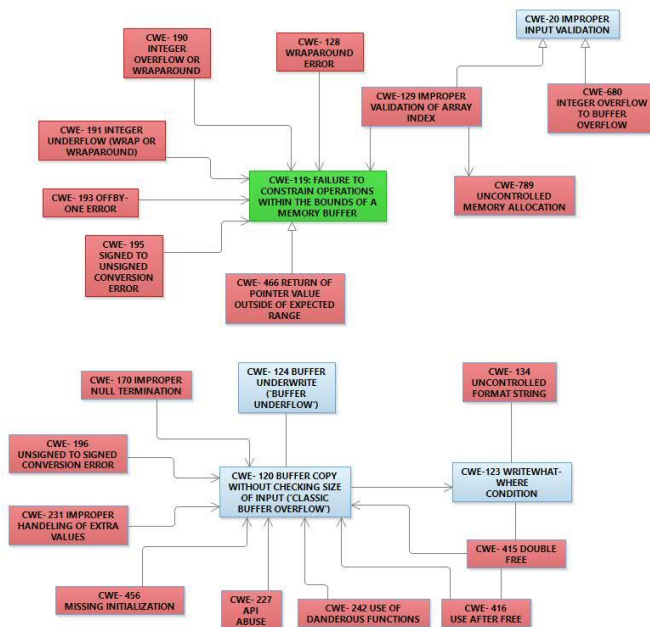 CWE- 190
INTEGER
OVERFLOW OR
WRAPAROUND
CWE- 128
WRAPAROUND
ERROR
CWE-20 IMPROPER
INPUT VALIDATION
CWE-129 IMPROPER
VALIDATION OF ARRAY
INDEX
CWE-680
INTEGER OVERFLOW
TO BUFFER
OVERFLOW
CWE- 191 INTEGER
UNDERFLOW (WRAP OR
WRAPAROUND)
CWE-119: FAILURE TO
CONSTRAIN OPERATIONS
WITHIN THE BOUNDS OF A
MEMORY BUFFER
CWE-789
UNCONTROLLED
MEMORY ALLOCATION
CWE- 193 OFFBY-
ONE ERROR
CWE- 195
SIGNED TO
UNSIGNED
CONVERSION
ERROR
CWE- 466 RETURN OF
POINTER VALUE
OUTSIDE OF EXPECTED
RANGE
CWE- 170 IMPROPER
NULL TERMINATION
CWE- 124 BUFFER
UNDERWRITE
('BUFFER
UNDERFLOW')
CWE- 134
UNCONTROLLED
FORMAT STRING
CWE- 196
UNSIGNED TO SIGNED
CONVERSION ERROR
CWE- 120 BUFFER COPY
WITHOUT CHECKING SIZE
OF INPUT ('CLASSIC
BUFFER OVERFLOW')
CWE-123 WRITEWHAT-
WHERE
CONDITION
CWE- 231 IMPROPER
HANDELING OF EXTRA
VALUES
CWE- 415 DOUBLE
FREE
CWE- 456
MISSING INITIALIZATION
CWE- 227
API
ABUSE
CWE- 242 USE OF
DANDEROUS FUNCTIONS
CWE- 416
USE AFTER FREE